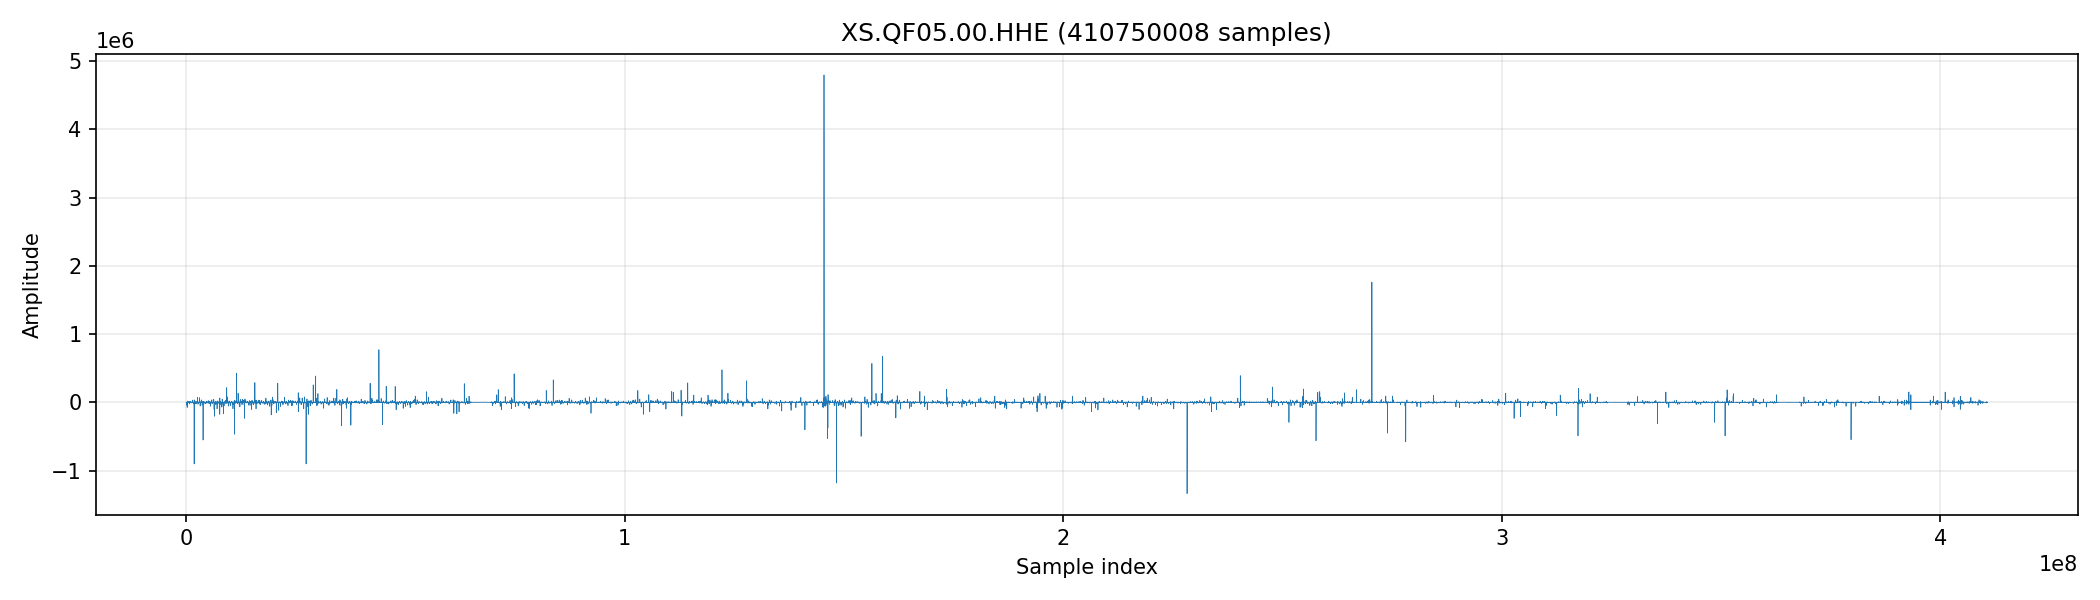 XS.QF05.00.HHE (410750008 samples)
1e6
5
4
3
2
1
0
−1
Amplitude
0 1 2 3 4
Sample index
1e8